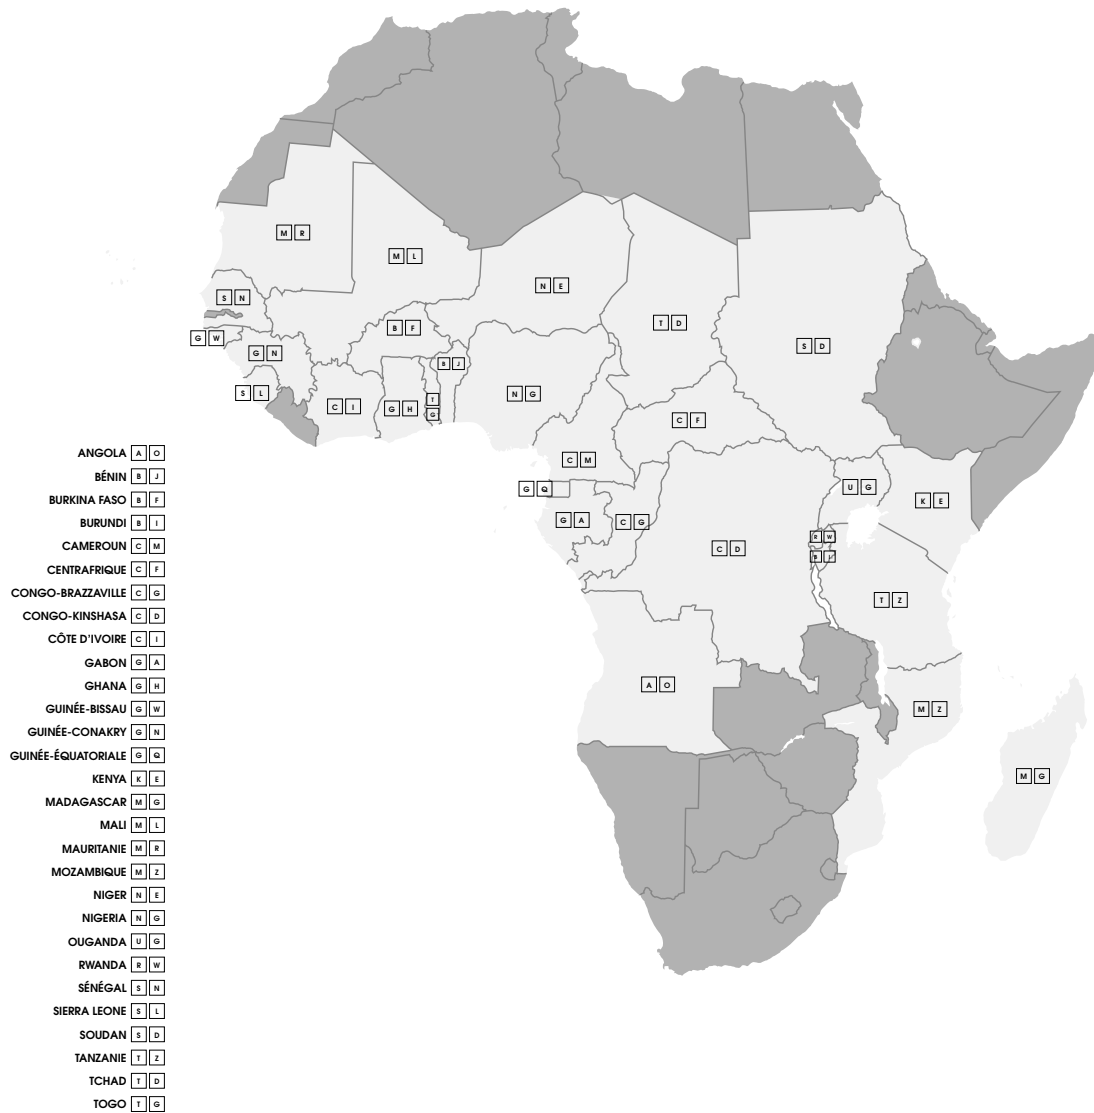 M R
M L
N E
S N
T D
B F
G W
S D
G N
B J
S L
N G
T
C I
G H
G
C F
ANGOLA A O
C M
BÉNIN B J
U G
G Q
BURKINA FASO B F
K E
BURUNDI B I
G A
C G
R W
CAMEROUN C M
C D
B I
CENTRAFRIQUE C F
CONGO-BRAZZAVILLE C G
T Z
CONGO-KINSHASA C D
CÔTE D'IVOIRE C I
GABON G A
GHANA G H
A O
GUINÉE-BISSAU G W
M Z
GUINÉE-CONAKRY G N
GUINÉE-ÉQUATORIALE G Q
KENYA K E
M G
MADAGASCAR M G
MALI M L
MAURITANIE M R
MOZAMBIQUE M Z
NIGER N E
NIGERIA N G
OUGANDA U G
RWANDA R W
SÉNÉGAL S N
SIERRA LEONE S L
SOUDAN S D
TANZANIE T Z
TCHAD T D
TOGO T G